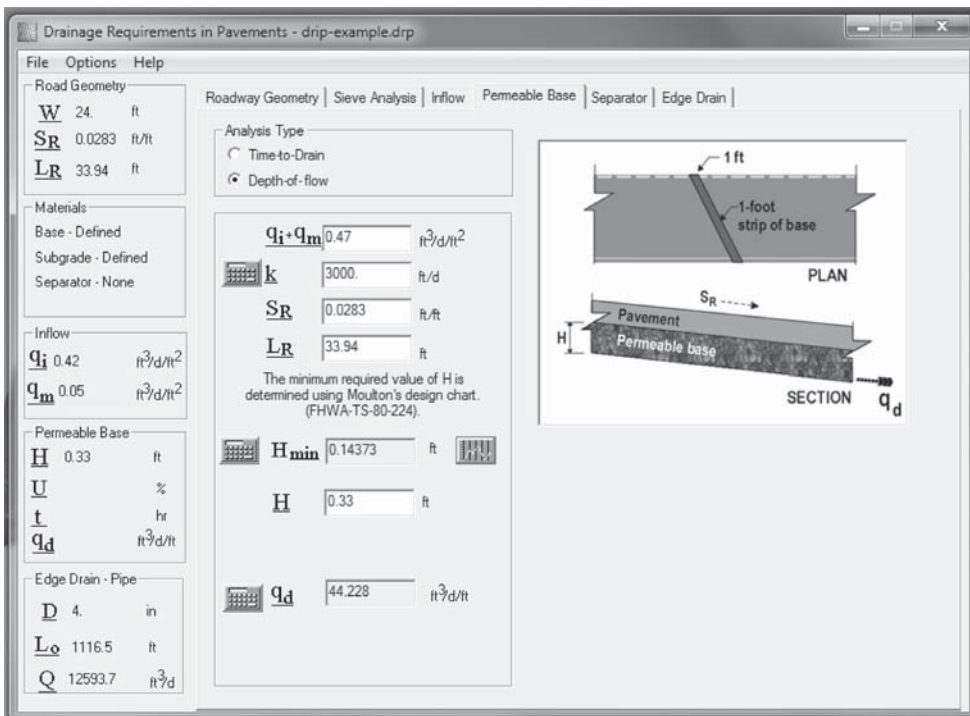 Drainage Requirements in Pavements - drip-example.drp
File Options Help
Road Geometry
W 24. ft
SR 0.0283 ft/ft
LR 33.94 ft
Materials
Base - Defined
Subgrade - Defined
Separator - None
Inflow
qi 0.42 ft3/d/ft2
qm 0.05 ft3/d/ft2
Permeable Base
H 0.33 ft
U %
t hr
qd ft3/d/ft
Edge Drain - Pipe
D 4. in
Lo 1116.5 ft
Q 12593.7 ft3/d
Roadway Geometry Sieve Analysis Inflow Permeable Base Separator Edge Drain
Analysis Type
Time-to-Drain
Depth-of-flow
qi+qm 0.47 ft3/d/ft2
k 3000. ft/d
SR 0.0283 ft/ft
LR 33.94 ft
The minimum required value of H is
determined using Moulton's design chart.
(FHWA-TS-80-224).
Hmin 0.14373 ft
H 0.33 ft
qd 44.228 ft3/d/ft
1 ft
1-foot
strip of base
PLAN
SR
Pavement
H
Permeable base
SECTION
qd